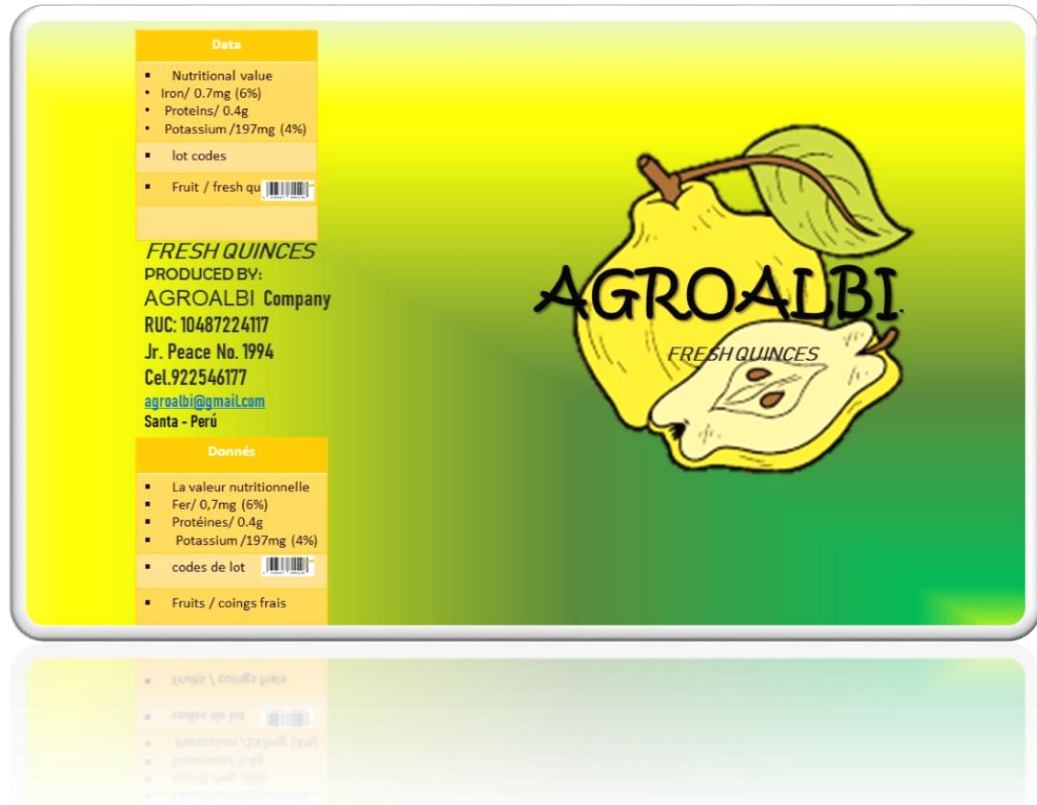 Data
▪ Nutritional value
• Iron/ 0.7mg (6%)
• Proteins/ 0.4g
• Potassium /197mg (4%)
▪ lot codes
▪ Fruit / fresh qu
FRESH QUINCES
PRODUCED BY:
AGROALBI Company
RUC: 10487224117
Jr. Peace No. 1994
Cel.922546177
agroalbi@gmail.com
Santa - Perú
Donnés
▪ La valeur nutritionnelle
▪ Fer/ 0,7mg (6%)
▪ Protéines/ 0.4g
▪ Potassium /197mg (4%)
▪ codes de lot
▪ Fruits / coings frais
AGROALBI.
FRESH QUINCES